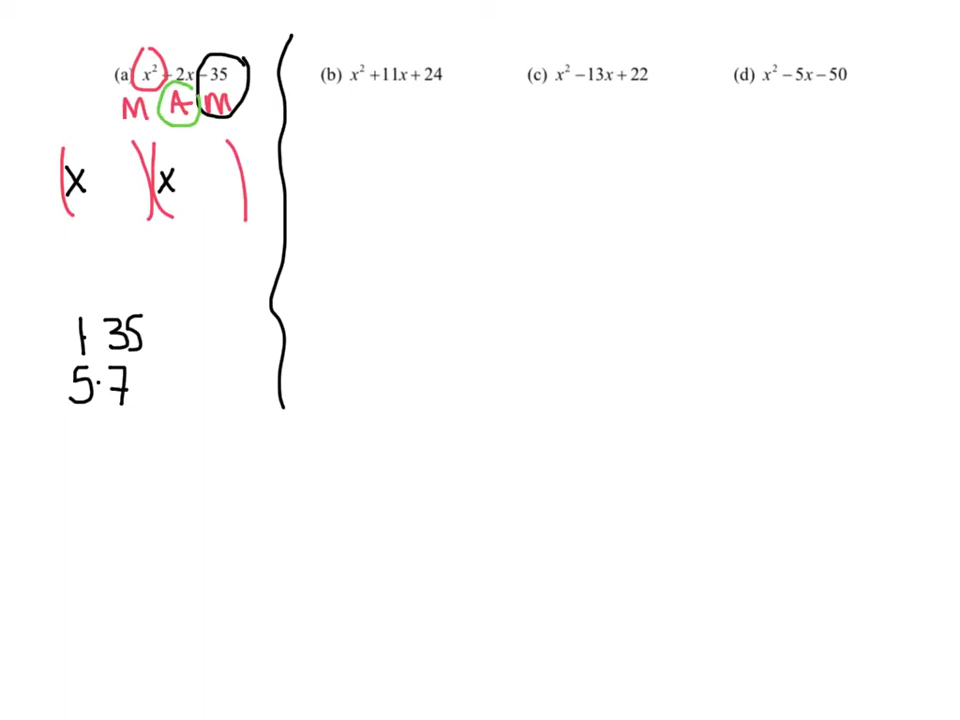 (a) x² + 2x − 35
(b) x² + 11x + 24
(c) x² − 13x + 22
(d) x² − 5x − 50
M A M
(x )(x )
1 · 35
5 · 7